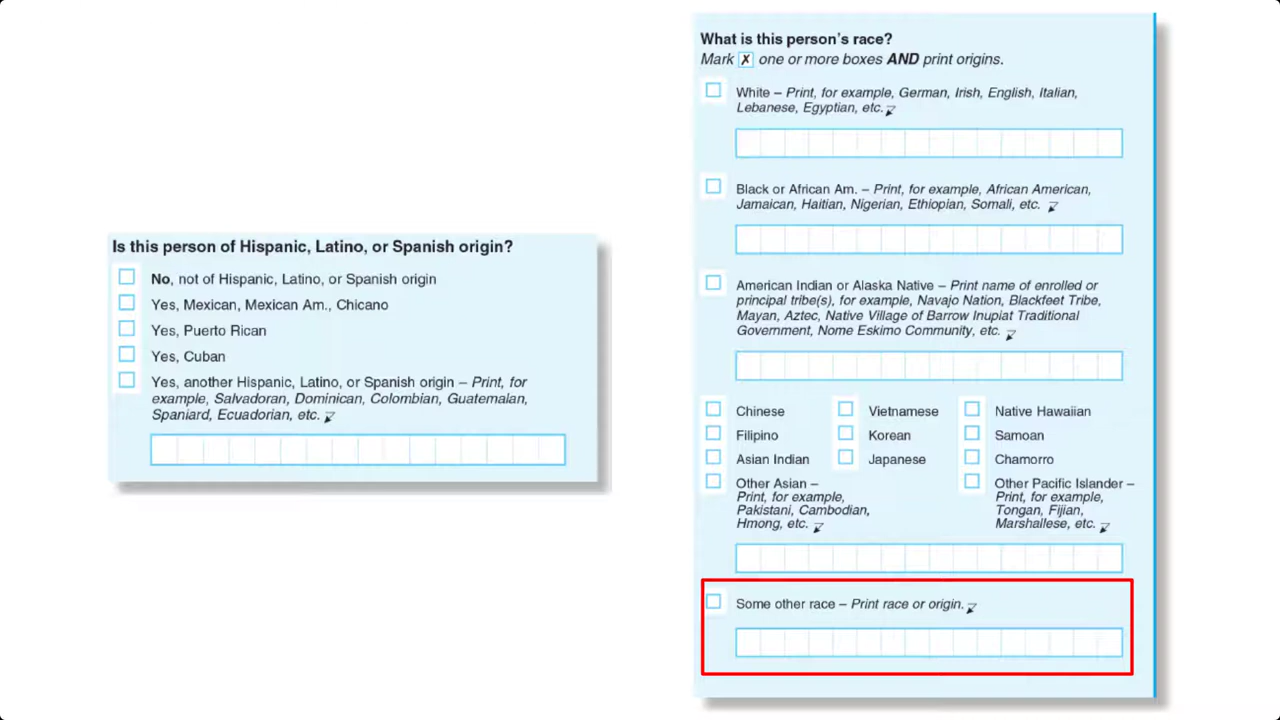 Is this person of Hispanic, Latino, or Spanish origin?
No, not of Hispanic, Latino, or Spanish origin
Yes, Mexican, Mexican Am., Chicano
Yes, Puerto Rican
Yes, Cuban
Yes, another Hispanic, Latino, or Spanish origin – Print, for
example, Salvadoran, Dominican, Colombian, Guatemalan,
Spaniard, Ecuadorian, etc.
What is this person's race?
Mark ✗ one or more boxes AND print origins.
White – Print, for example, German, Irish, English, Italian,
Lebanese, Egyptian, etc.
Black or African Am. – Print, for example, African American,
Jamaican, Haitian, Nigerian, Ethiopian, Somali, etc.
American Indian or Alaska Native – Print name of enrolled or
principal tribe(s), for example, Navajo Nation, Blackfeet Tribe,
Mayan, Aztec, Native Village of Barrow Inupiat Traditional
Government, Nome Eskimo Community, etc.
Chinese
Vietnamese
Native Hawaiian
Filipino
Korean
Samoan
Asian Indian
Japanese
Chamorro
Other Asian –
Print, for example,
Pakistani, Cambodian,
Hmong, etc.
Other Pacific Islander –
Print, for example,
Tongan, Fijian,
Marshallese, etc.
Some other race – Print race or origin.